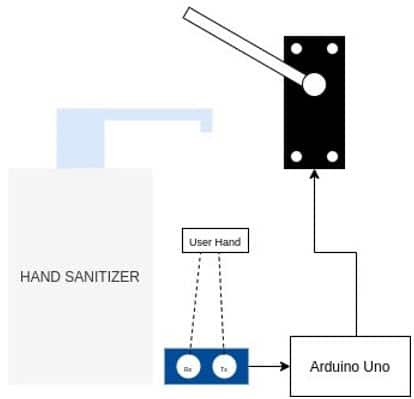 User Hand
HAND SANITIZER
Rx
Tx
Arduino Uno